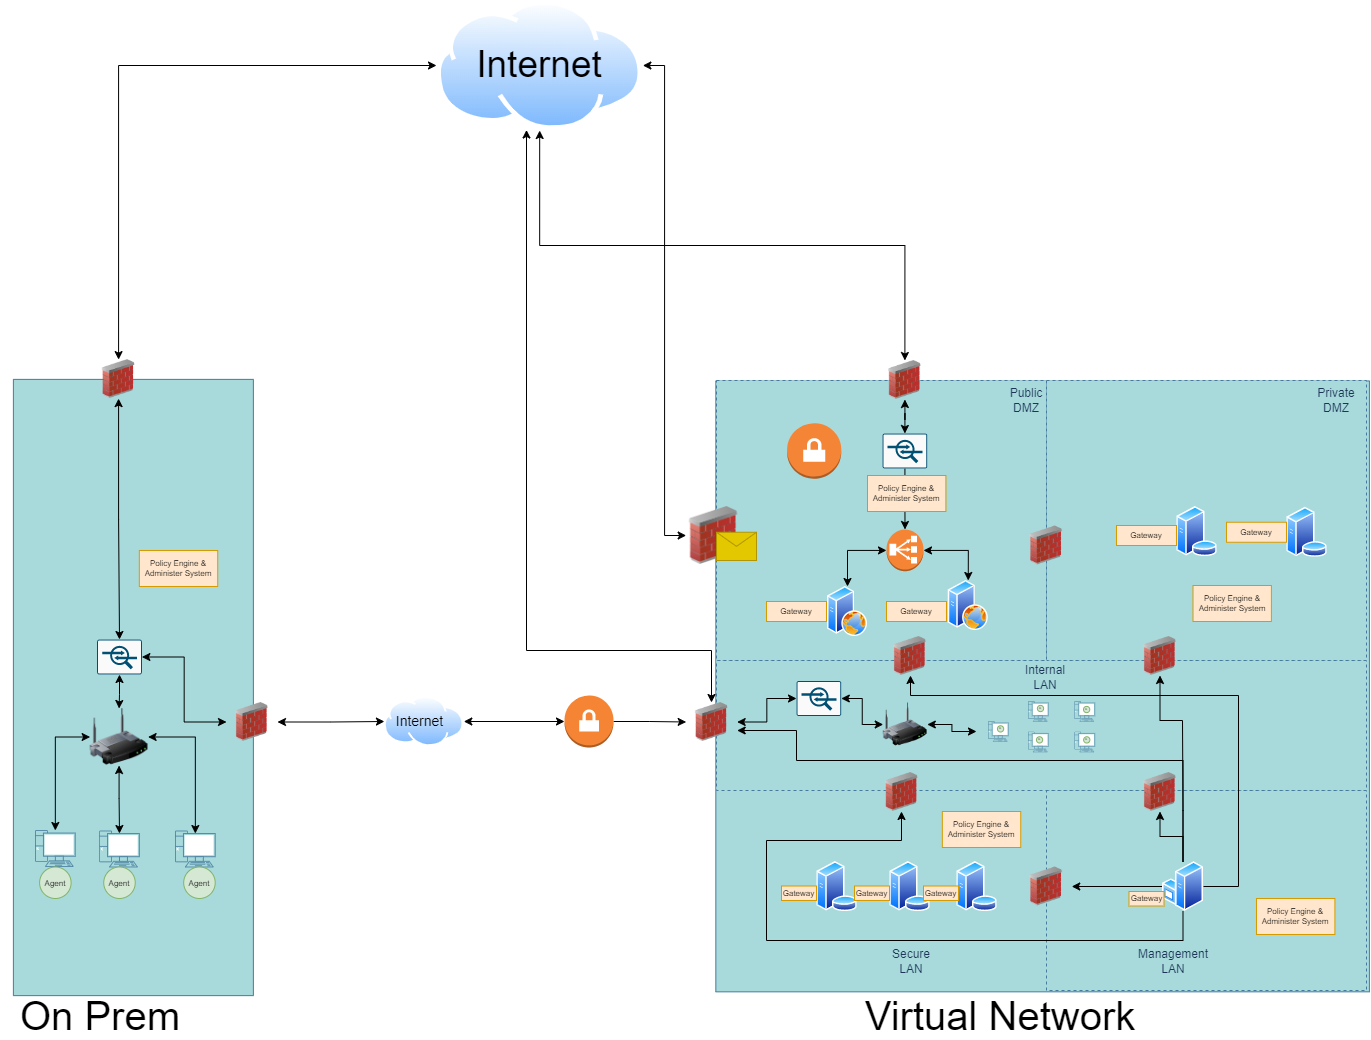 Internet
Public
DMZ
Private
DMZ
Policy Engine &
Administer System
Gateway
Gateway
Policy Engine &
Administer System
Policy Engine &
Administer System
Gateway
Gateway
Internal
LAN
Internet
Policy Engine &
Administer System
Agent
Agent
Agent
Gateway
Gateway
Gateway
Gateway
Policy Engine &
Administer System
Secure
LAN
Management
LAN
On Prem
Virtual Network